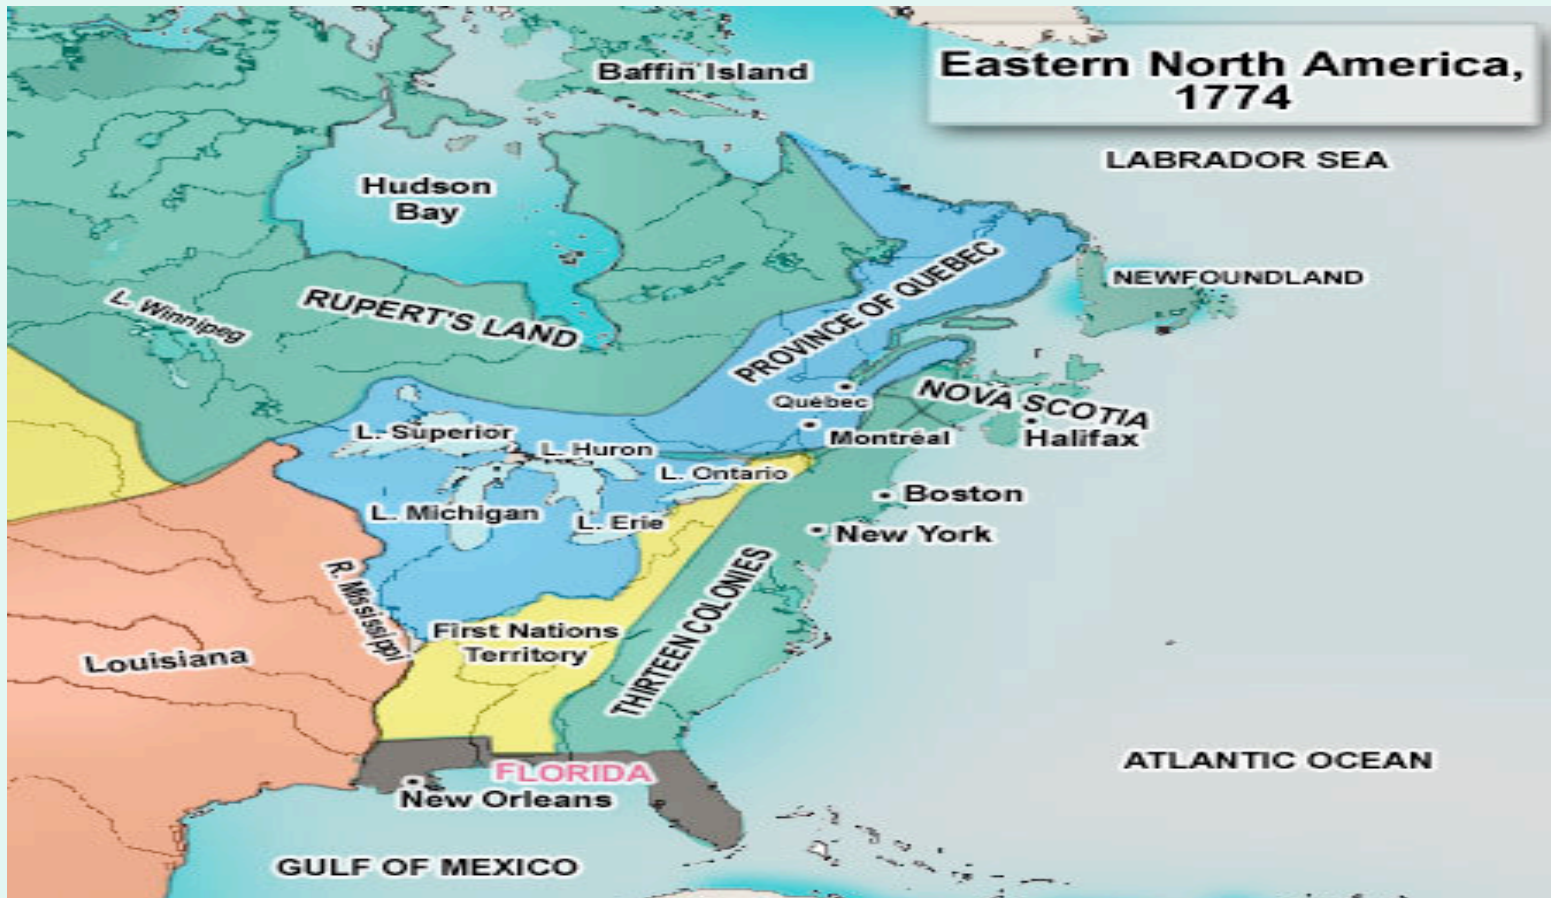 Eastern North America,
1774
Baffin Island
LABRADOR SEA
Hudson
Bay
NEWFOUNDLAND
PROVINCE OF QUEBEC
L. Winnipeg
RUPERT'S LAND
Québec
NOVA SCOTIA
Montréal
Halifax
L. Superior
L. Huron
L. Ontario
Boston
L. Michigan
L. Erie
New York
R. Mississippi
THIRTEEN COLONIES
First Nations
Territory
Louisiana
ATLANTIC OCEAN
FLORIDA
New Orleans
GULF OF MEXICO